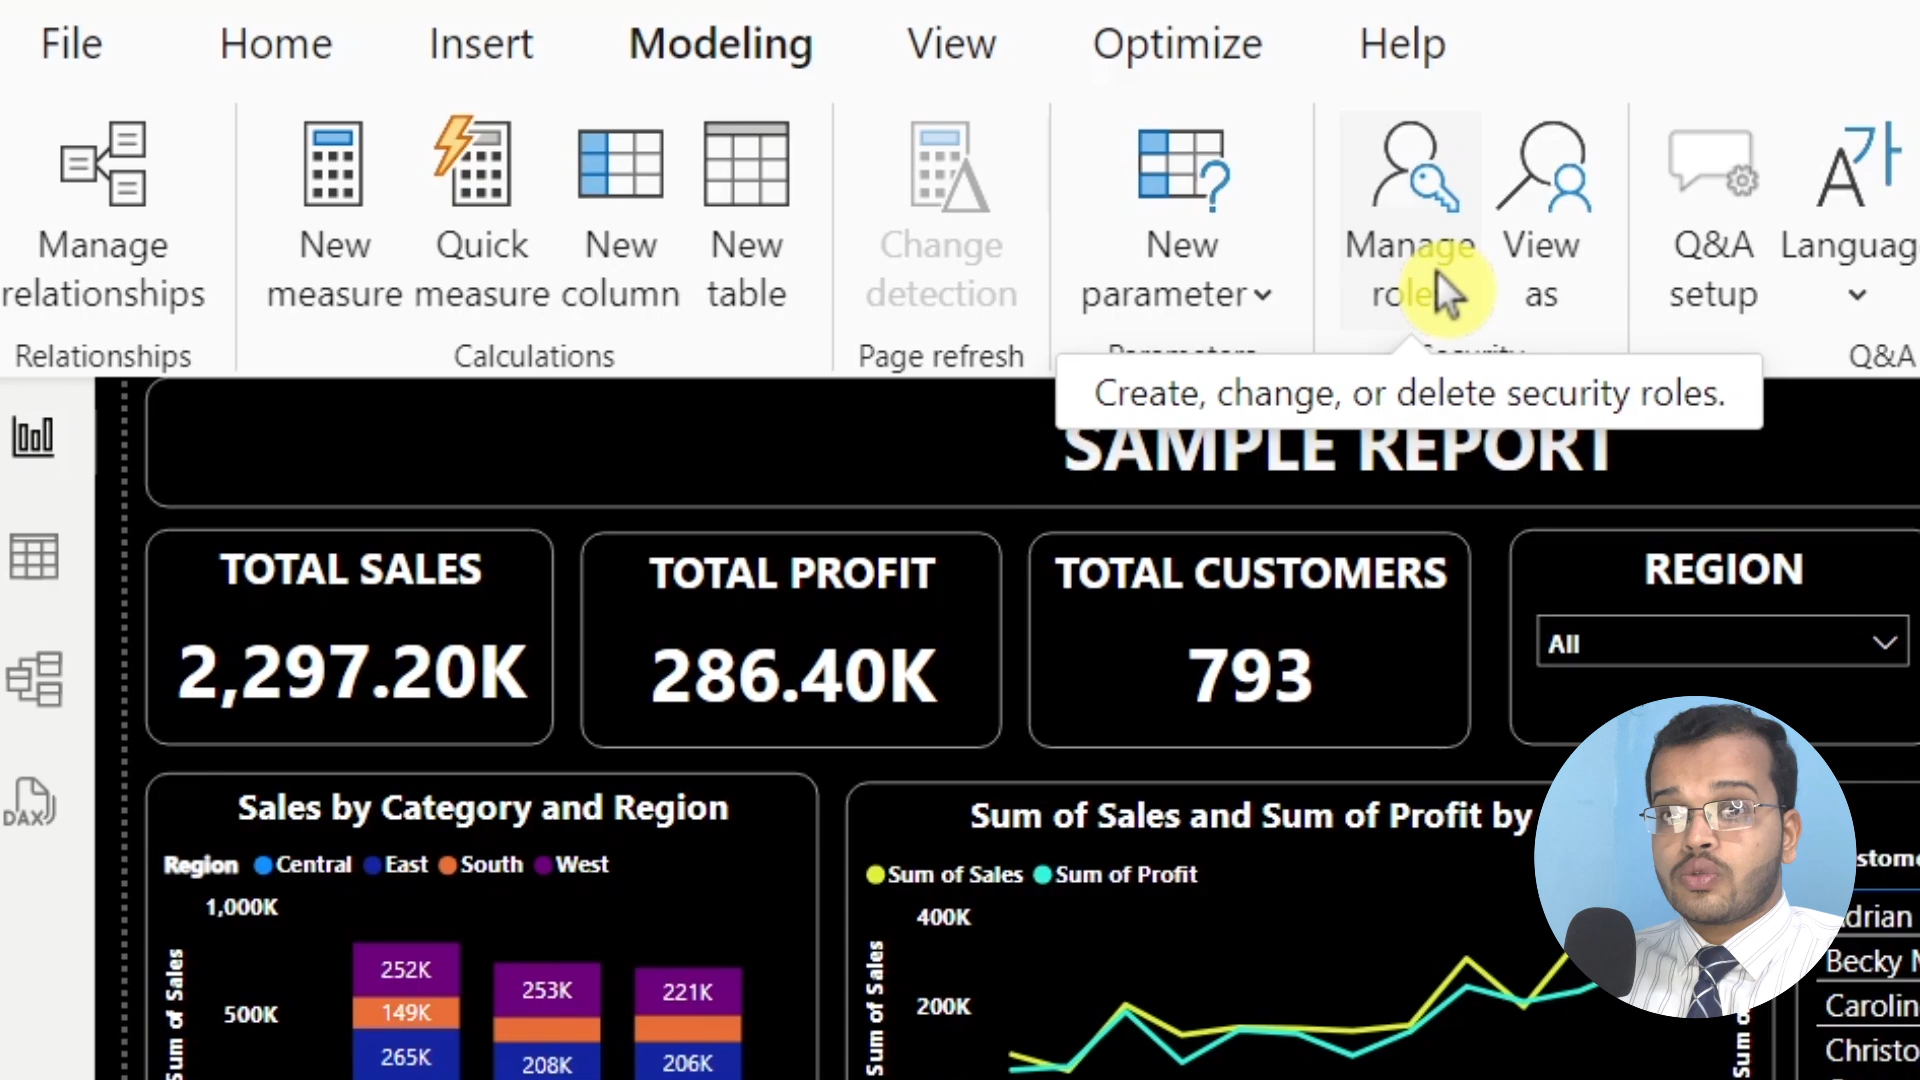 File Home Insert Modeling View Optimize Help
Manage
relationships
New
measure
Quick
measure
New
column
New
table
Change
detection
New
parameter
Manage
View
as
Q&A
setup
Languag
Relationships
Calculations
Page refresh
Q&A
Create, change, or delete security roles.
SAMPLE REPORT
TOTAL SALES
2,297.20K
TOTAL PROFIT
286.40K
TOTAL CUSTOMERS
793
REGION
All
DAX
Sales by Category and Region
Region Central East South West
1,000K
500K
Sum of Sales
252K
149K
265K
253K
208K
221K
206K
Sum of Sales and Sum of Profit by
Sum of Sales Sum of Profit
400K
200K
Sum of Sales
Sum
stome
drian
Becky
Carolin
Christo